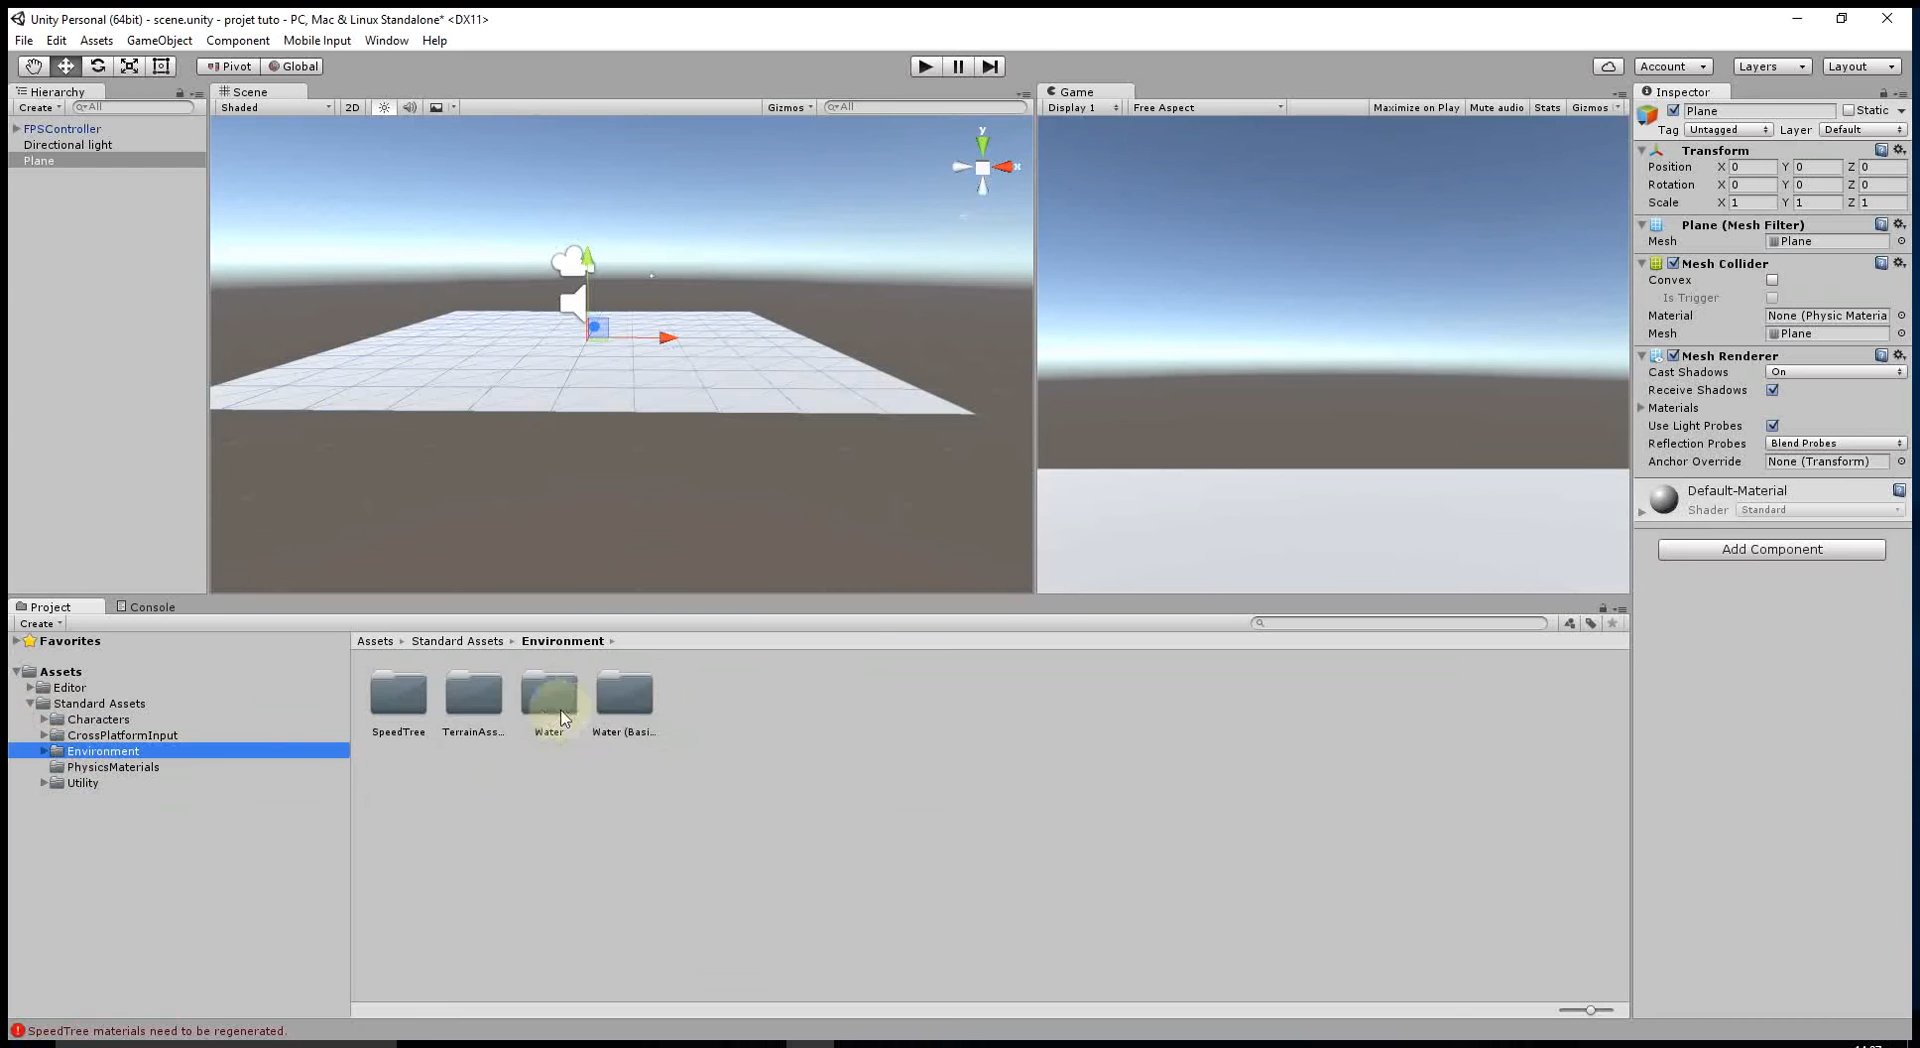 Unity Personal (64bit) - scene.unity - projet tuto - PC, Mac & Linux Standalone* <DX11>
File Edit Assets GameObject Component Mobile Input Window Help
Pivot Global Account Layers Layout
Hierarchy
Create All
FPSController
Directional light
Plane
Scene
Shaded 2D Gizmos All
y
x
Game
Display 1 Free Aspect Maximize on Play Mute audio Stats Gizmos
Inspector
Plane Static
Tag Untagged Layer Default
Transform
Position X 0 Y 0 Z 0
Rotation X 0 Y 0 Z 0
Scale X 1 Y 1 Z 1
Plane (Mesh Filter)
Mesh Plane
Mesh Collider
Convex
Is Trigger
Material None (Physic Materia
Mesh Plane
Mesh Renderer
Cast Shadows On
Receive Shadows
Materials
Use Light Probes
Reflection Probes Blend Probes
Anchor Override None (Transform)
Default-Material
Shader Standard
Add Component
Project Console
Create
Favorites
Assets
Editor
Standard Assets
Characters
CrossPlatformInput
Environment
PhysicsMaterials
Utility
Assets Standard Assets Environment
SpeedTree TerrainAss... Water Water (Basi...
SpeedTree materials need to be regenerated.